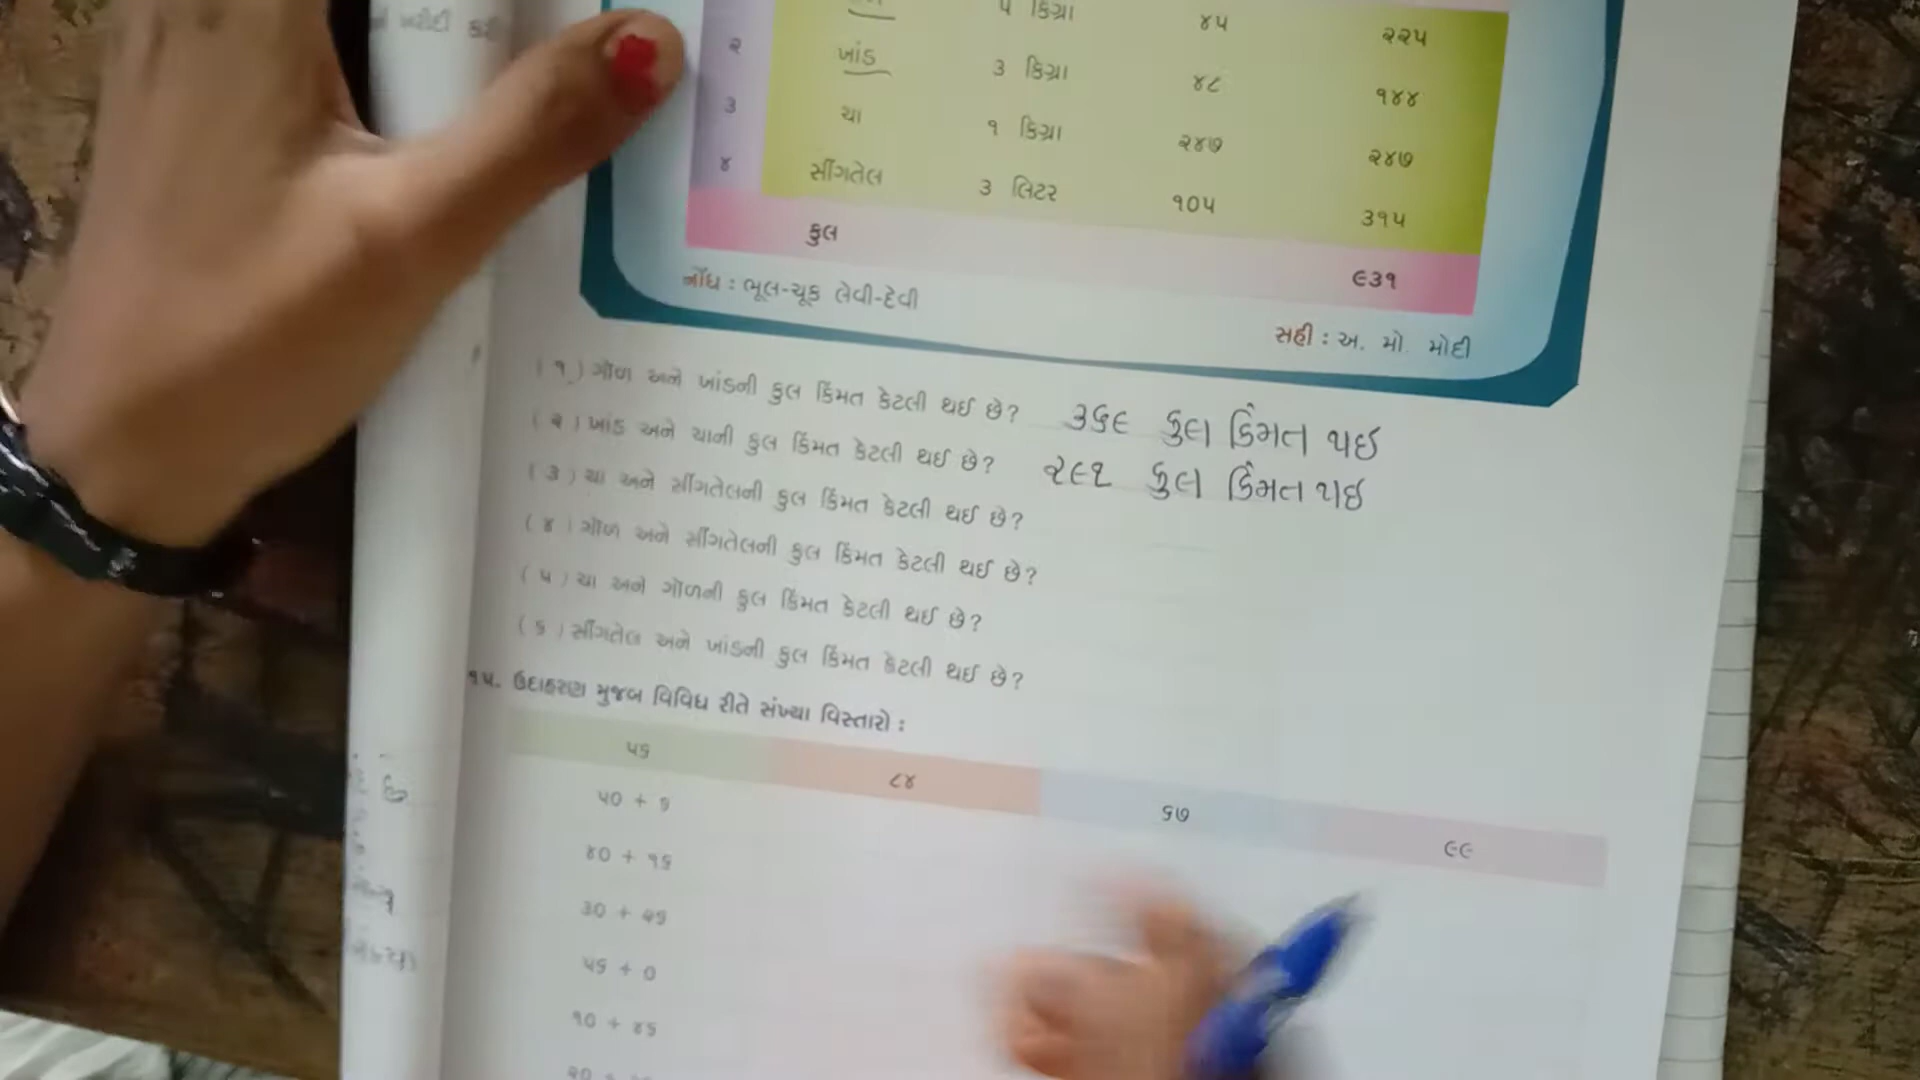 ૫ કિગ્રા ૪૫ ૨૨૫
૨ ખાંડ ૩ કિગ્રા ૪૮ ૧૪૪
૩ ચા ૧ કિગ્રા ૨૪૭ ૨૪૭
૪ સીંગતેલ ૩ લિટર ૧૦૫ ૩૧૫
કુલ ૯૩૧
નોંધ : ભૂલ-ચૂક લેવી-દેવી
સહી : અ. મો. મોદી
(૧) ગોળ અને ખાંડની કુલ કિંમત કેટલી થઈ છે? ૩૬૯ કુલ કિંમત થઈ
(૨) ખાંડ અને ચાની કુલ કિંમત કેટલી થઈ છે? ૨૯૧ કુલ કિંમત થઈ
(૩) ચા અને સીંગતેલની કુલ કિંમત કેટલી થઈ છે?
(૪) ગોળ અને સીંગતેલની કુલ કિંમત કેટલી થઈ છે?
(૫) ચા અને ગોળની કુલ કિંમત કેટલી થઈ છે?
(૬) સીંગતેલ અને ખાંડની કુલ કિંમત કેટલી થઈ છે?
૧૫. ઉદાહરણ મુજબ વિવિધ રીતે સંખ્યા વિસ્તારો :
૫૬ ૮૪ ૬૭ ૯૯
૫૦ + ૬
૪૦ + ૧૬
૩૦ + ૨૬
૫૬ + ૦
૧૦ + ૪૬